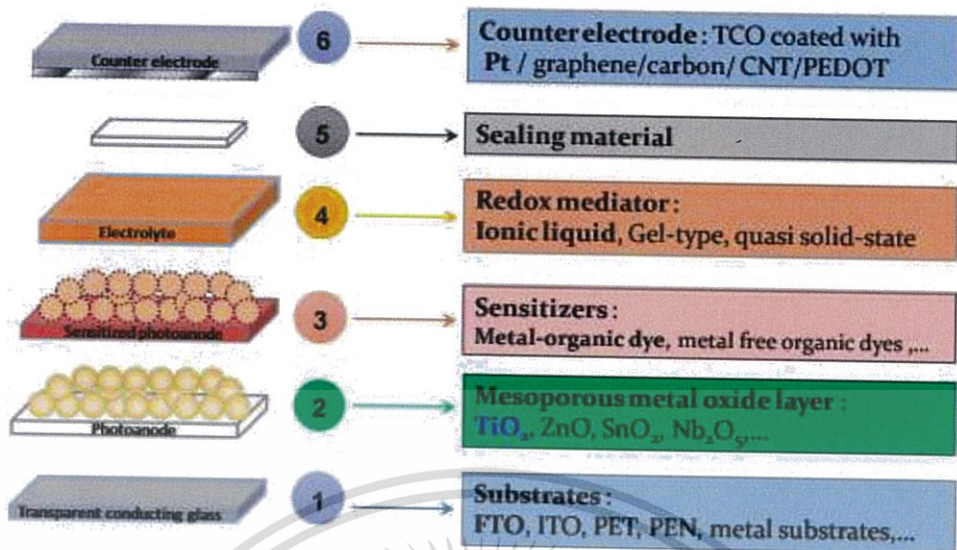 Counter electrode
6
Counter electrode : TCO coated with
Pt / graphene/carbon/ CNT/PEDOT
5
Sealing material
Electrolyte
4
Redox mediator :
Ionic liquid, Gel-type, quasi solid-state
Sensitized photoanode
3
Sensitizers :
Metal-organic dye, metal free organic dyes ,...
Photoanode
2
Mesoporous metal oxide layer :
TiO₂, ZnO, SnO₂, Nb₂O₅,...
Transparent conducting glass
1
Substrates :
FTO, ITO, PET, PEN, metal substrates,...